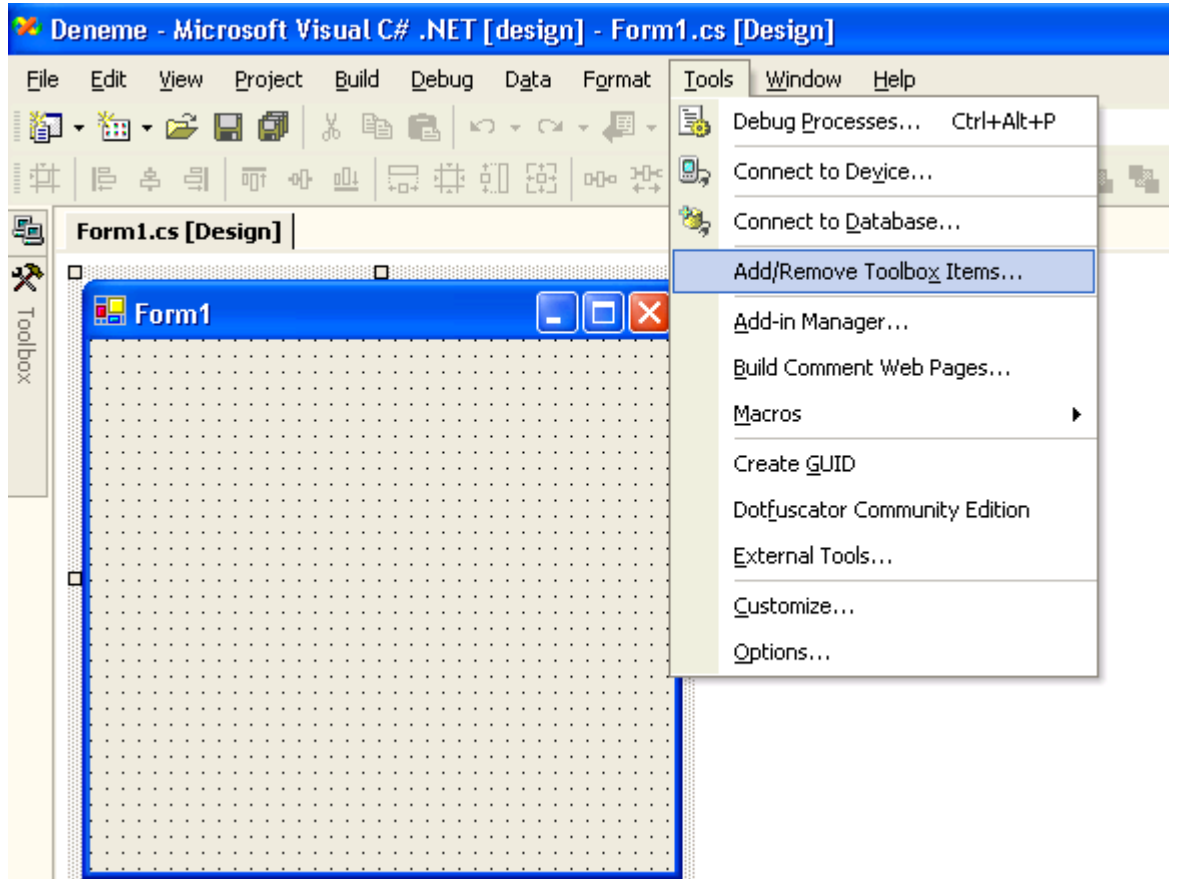 Deneme - Microsoft Visual C# .NET [design] - Form1.cs [Design]
File Edit View Project Build Debug Data Format Tools Window Help
Debug Processes... Ctrl+Alt+P
Connect to Device...
Connect to Database...
Add/Remove Toolbox Items...
Add-in Manager...
Build Comment Web Pages...
Macros
Create GUID
Dotfuscator Community Edition
External Tools...
Customize...
Options...
Form1.cs [Design]
Toolbox
Form1